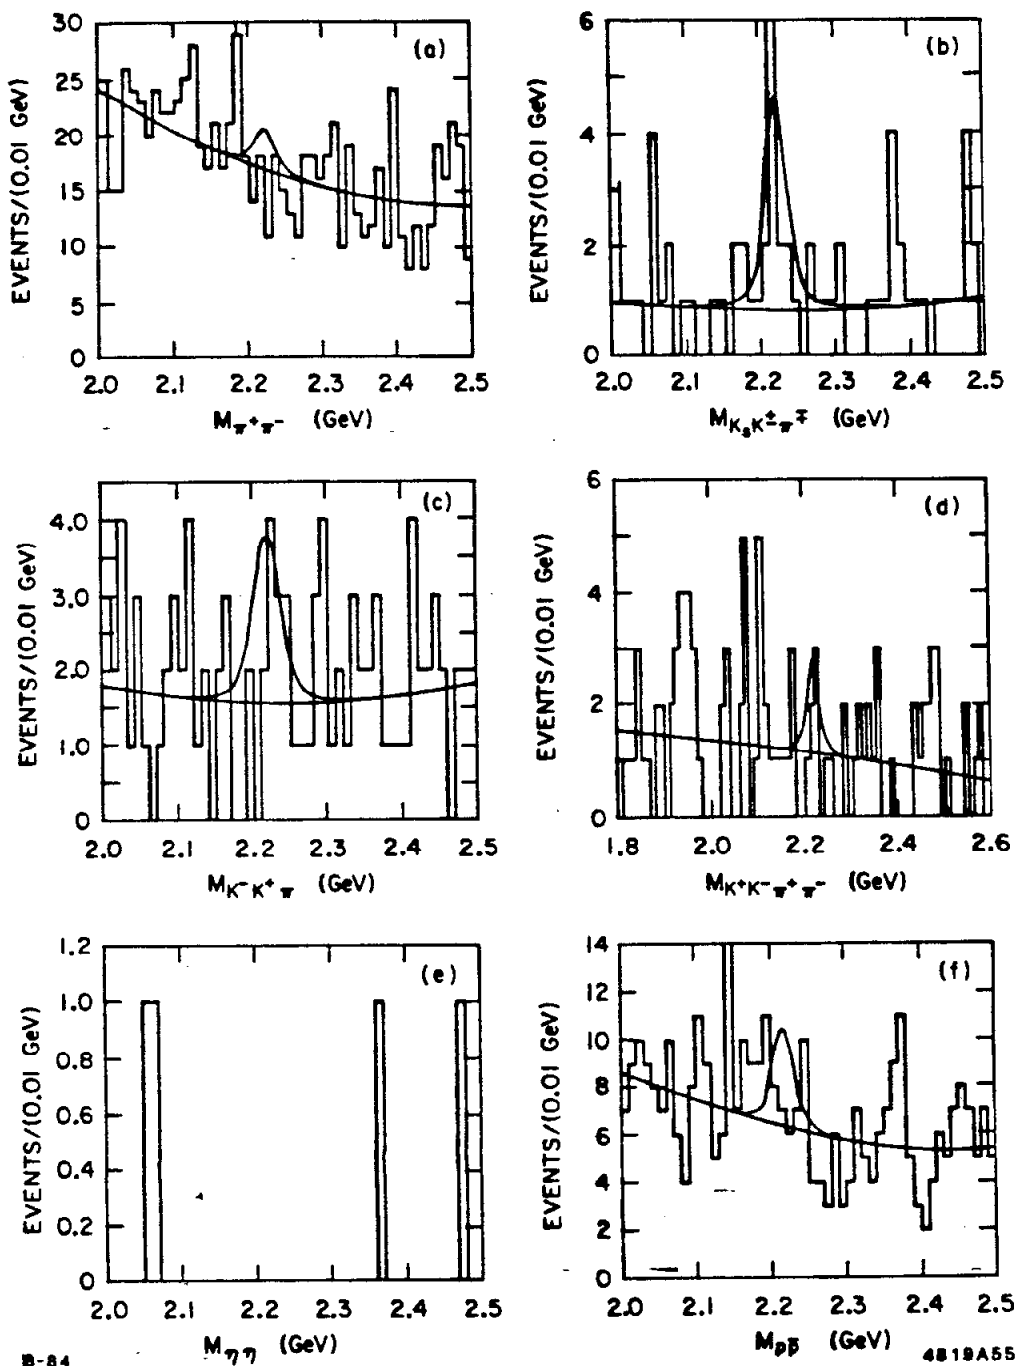 (a)
EVENTS/(0.01 GeV)
30
25
20
15
10
5
0
2.0 2.1 2.2 2.3 2.4 2.5
M_π⁺π⁻ (GeV)
(b)
EVENTS/(0.01 GeV)
6
4
2
0
2.0 2.1 2.2 2.3 2.4 2.5
M_K_sK^±π^∓ (GeV)
(c)
EVENTS/(0.01 GeV)
4.0
3.0
2.0
1.0
0
2.0 2.1 2.2 2.3 2.4 2.5
M_K⁻K⁺π (GeV)
(d)
EVENTS/(0.01 GeV)
6
4
2
0
1.8 2.0 2.2 2.4 2.6
M_K⁺K⁻π⁺π⁻ (GeV)
(e)
EVENTS/(0.01 GeV)
1.2
1.0
0.8
0.6
0.4
0.2
0
2.0 2.1 2.2 2.3 2.4 2.5
M_ηη (GeV)
(f)
EVENTS/(0.01 GeV)
14
12
10
8
6
4
2
0
2.0 2.1 2.2 2.3 2.4 2.5
M_pp̄ (GeV)
4819A55